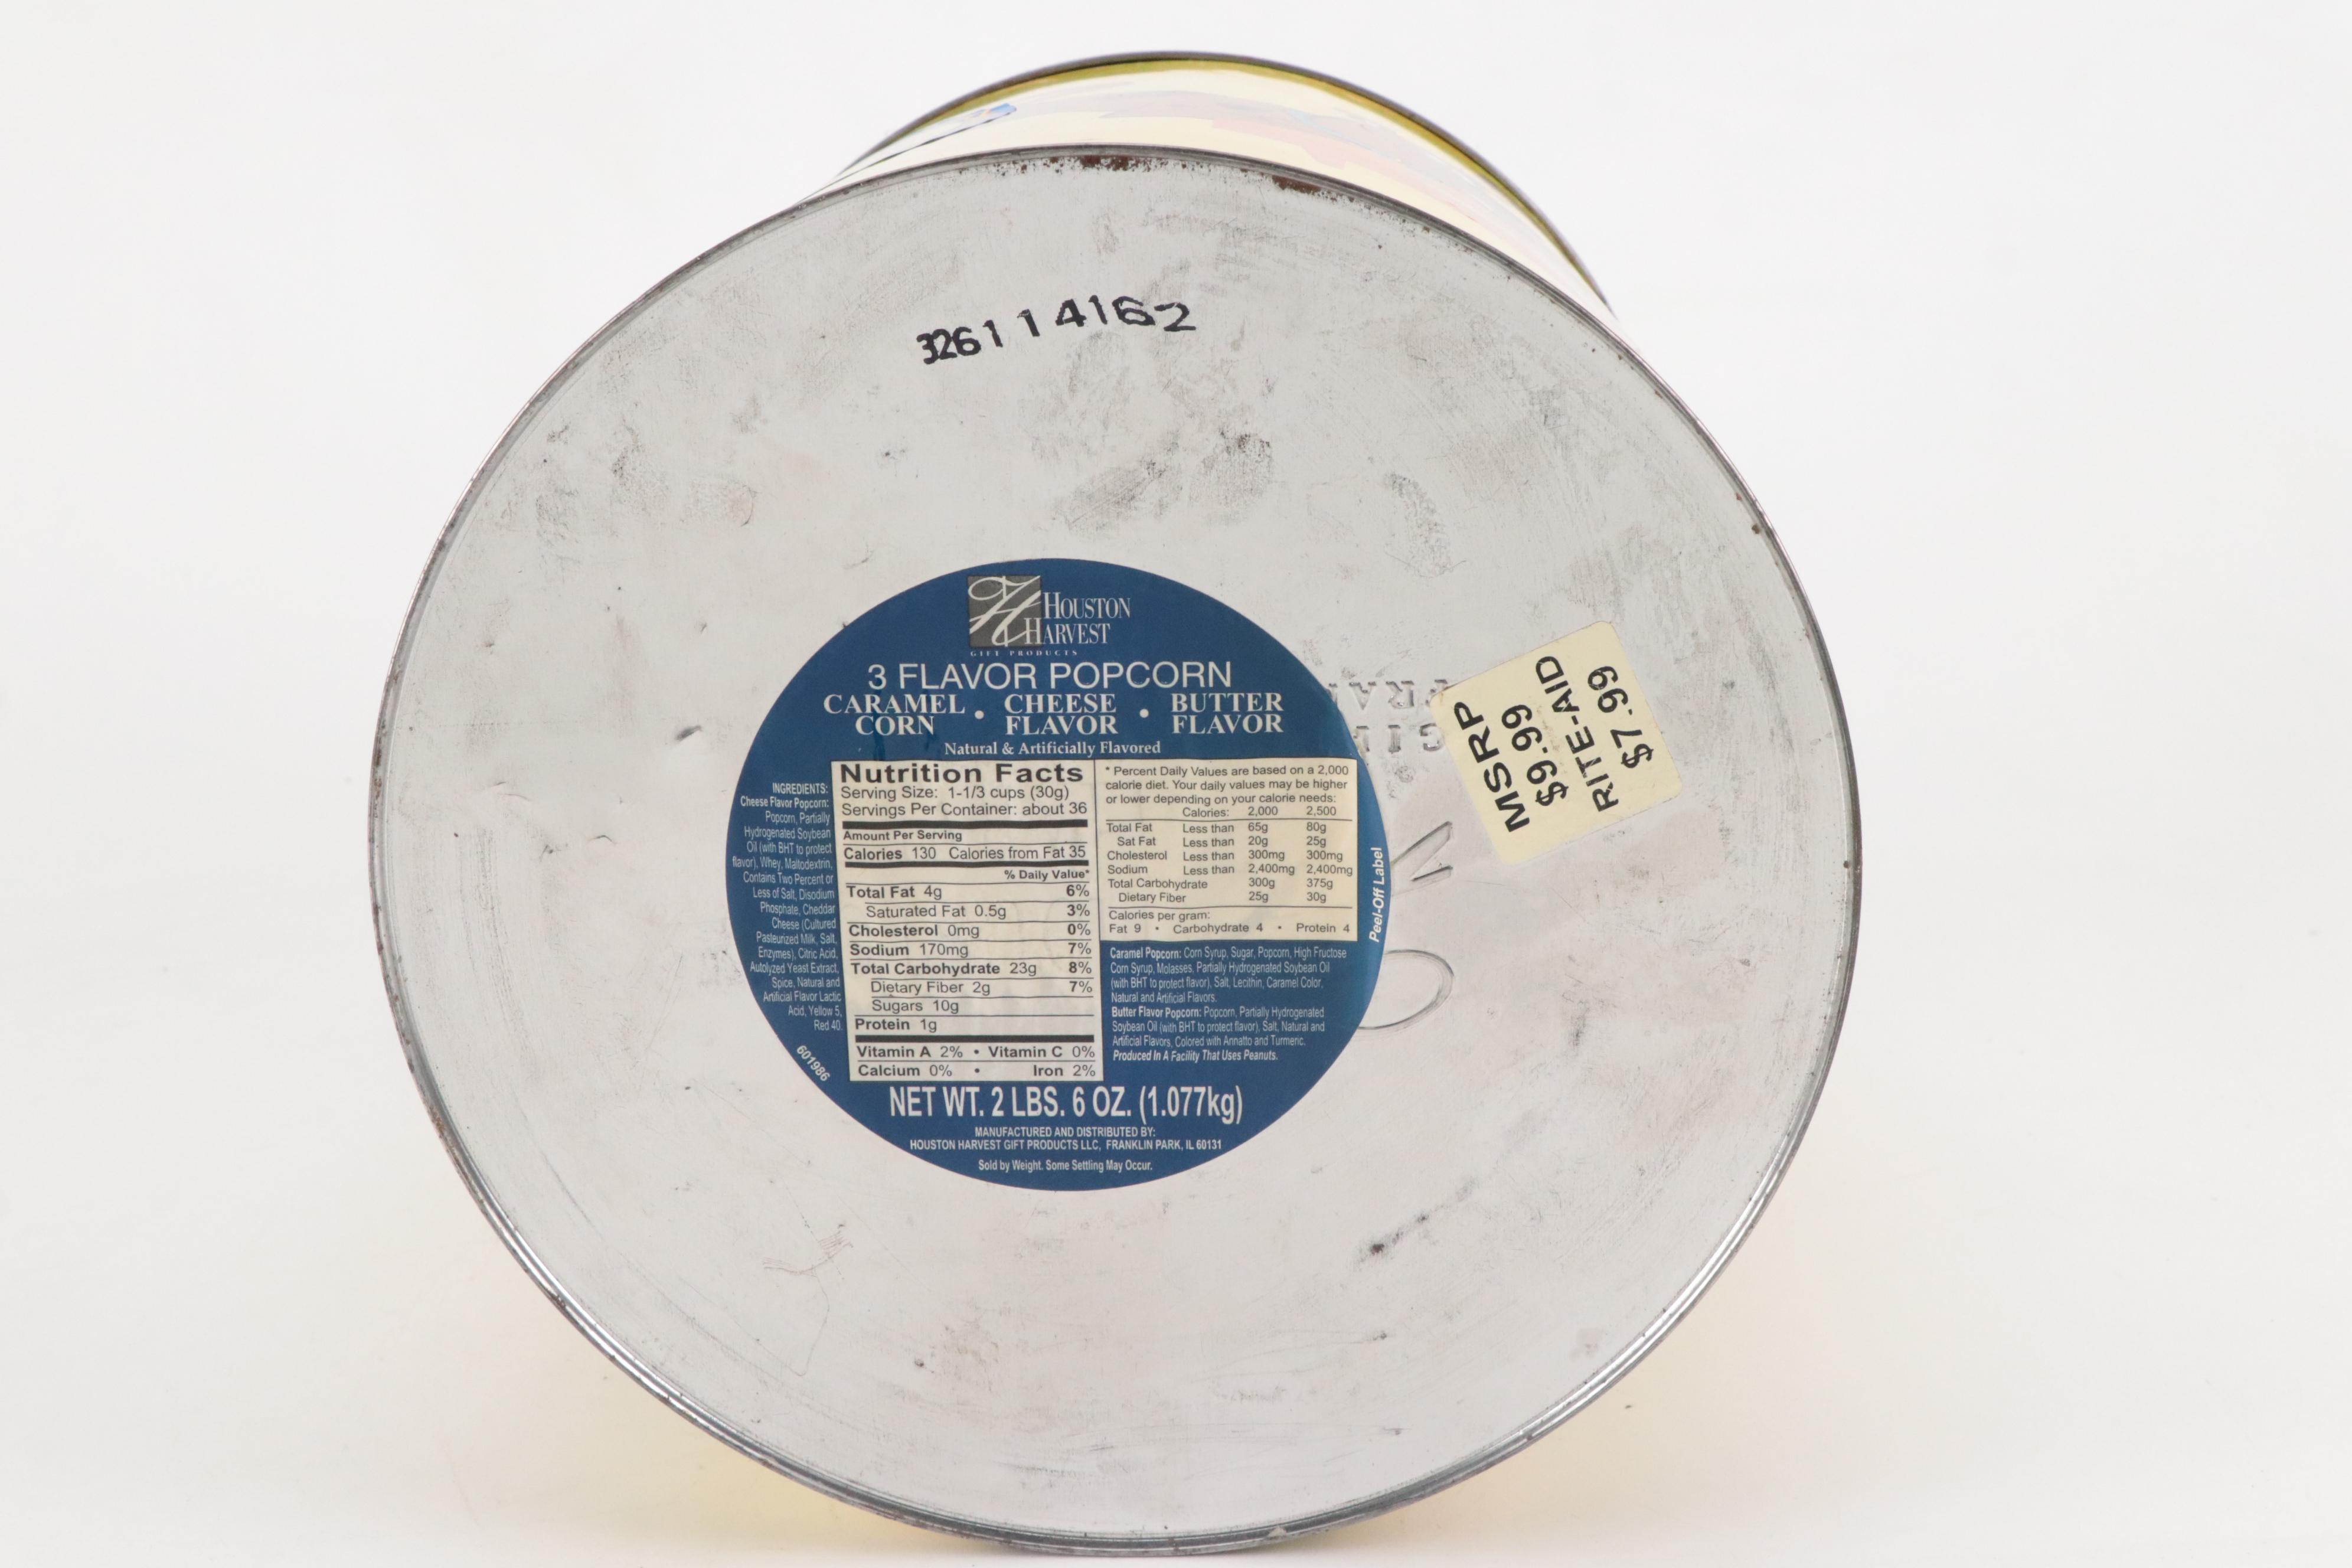 32611 4162
HOUSTON
HARVEST
GIFT PRODUCTS
3 FLAVOR POPCORN
CARAMEL CORN • CHEESE FLAVOR • BUTTER FLAVOR
Natural & Artificially Flavored
INGREDIENTS:
Cheese Flavor Popcorn:
Popcorn, Partially
Hydrogenated Soybean
Oil (with BHT to protect
flavor), Whey, Maltodextrin,
Contains Two Percent or
Less of Salt, Disodium
Phosphate, Cheddar
Cheese (Cultured
Pasteurized Milk, Salt,
Enzymes), Citric Acid,
Autolyzed Yeast Extract,
Spice, Natural and
Artificial Flavor Lactic
Acid, Yellow 5,
Red 40.
601986
Nutrition Facts
Serving Size: 1-1/3 cups (30g)
Servings Per Container: about 36
Amount Per Serving
Calories 130 Calories from Fat 35
% Daily Value*
Total Fat 4g 6%
Saturated Fat 0.5g 3%
Cholesterol 0mg 0%
Sodium 170mg 7%
Total Carbohydrate 23g 8%
Dietary Fiber 2g 7%
Sugars 10g
Protein 1g
Vitamin A 2% • Vitamin C 0%
Calcium 0% • Iron 2%
* Percent Daily Values are based on a 2,000
calorie diet. Your daily values may be higher
or lower depending on your calorie needs:
Calories: 2,000 2,500
Total Fat Less than 65g 80g
Sat Fat Less than 20g 25g
Cholesterol Less than 300mg 300mg
Sodium Less than 2,400mg 2,400mg
Total Carbohydrate 300g 375g
Dietary Fiber 25g 30g
Calories per gram:
Fat 9 • Carbohydrate 4 • Protein 4
Caramel Popcorn: Corn Syrup, Sugar, Popcorn, High Fructose
Corn Syrup, Molasses, Partially Hydrogenated Soybean Oil
(with BHT to protect flavor), Salt, Lecithin, Caramel Color,
Natural and Artificial Flavors.
Butter Flavor Popcorn: Popcorn, Partially Hydrogenated
Soybean Oil (with BHT to protect flavor), Salt, Natural and
Artificial Flavors, Colored with Annatto and Turmeric.
Produced In A Facility That Uses Peanuts.
Peel-Off Label
NET WT. 2 LBS. 6 OZ. (1.077kg)
MANUFACTURED AND DISTRIBUTED BY:
HOUSTON HARVEST GIFT PRODUCTS LLC, FRANKLIN PARK, IL 60131
Sold by Weight. Some Settling May Occur.
MSRP
$9.99
RITE-AID
$7.99